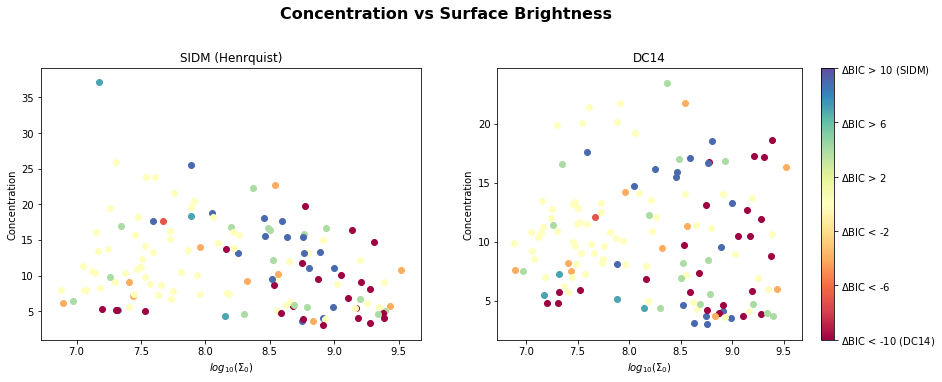 Concentration vs Surface Brightness
SIDM (Henrquist)
DC14
Concentration
35
30
25
20
15
10
5
7.0 7.5 8.0 8.5 9.0 9.5
log10(Σ0)
Concentration
20
15
10
5
7.0 7.5 8.0 8.5 9.0 9.5
log10(Σ0)
ΔBIC > 10 (SIDM)
ΔBIC > 6
ΔBIC > 2
ΔBIC < -2
ΔBIC < -6
ΔBIC < -10 (DC14)